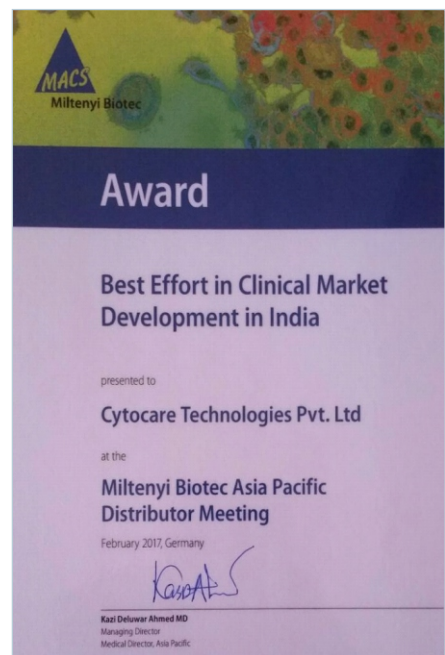 MACS
Miltenyi Biotec
Award
Best Effort in Clinical Market
Development in India
presented to
Cytocare Technologies Pvt. Ltd
at the
Miltenyi Biotec Asia Pacific
Distributor Meeting
February 2017, Germany
Kazi Deluwar Ahmed MD
Managing Director
Medical Director, Asia Pacific